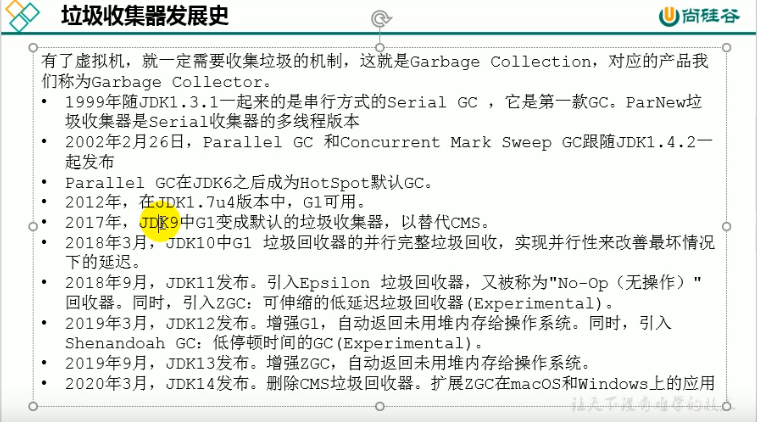 垃圾收集器发展史
尚硅谷
有了虚拟机，就一定需要收集垃圾的机制，这就是Garbage Collection，对应的产品我
们称为Garbage Collector。
• 1999年随JDK1.3.1一起来的是串行方式的Serial GC ，它是第一款GC。ParNew垃
圾收集器是Serial收集器的多线程版本
• 2002年2月26日，Parallel GC 和Concurrent Mark Sweep GC跟随JDK1.4.2一
起发布
• Parallel GC在JDK6之后成为HotSpot默认GC。
• 2012年，在JDK1.7u4版本中，G1可用。
• 2017年，JDK9中G1变成默认的垃圾收集器，以替代CMS。
• 2018年3月，JDK10中G1 垃圾回收器的并行完整垃圾回收，实现并行性来改善最坏情况
下的延迟。
• 2018年9月，JDK11发布。引入Epsilon 垃圾回收器，又被称为"No-Op（无操作）"
回收器。同时，引入ZGC：可伸缩的低延迟垃圾回收器(Experimental)。
• 2019年3月，JDK12发布。增强G1，自动返回未用堆内存给操作系统。同时，引入
Shenandoah GC：低停顿时间的GC(Experimental)。
• 2019年9月，JDK13发布。增强ZGC，自动返回未用堆内存给操作系统。
• 2020年3月，JDK14发布。删除CMS垃圾回收器。扩展ZGC在macOS和Windows上的应用
让天下没有难学的技术